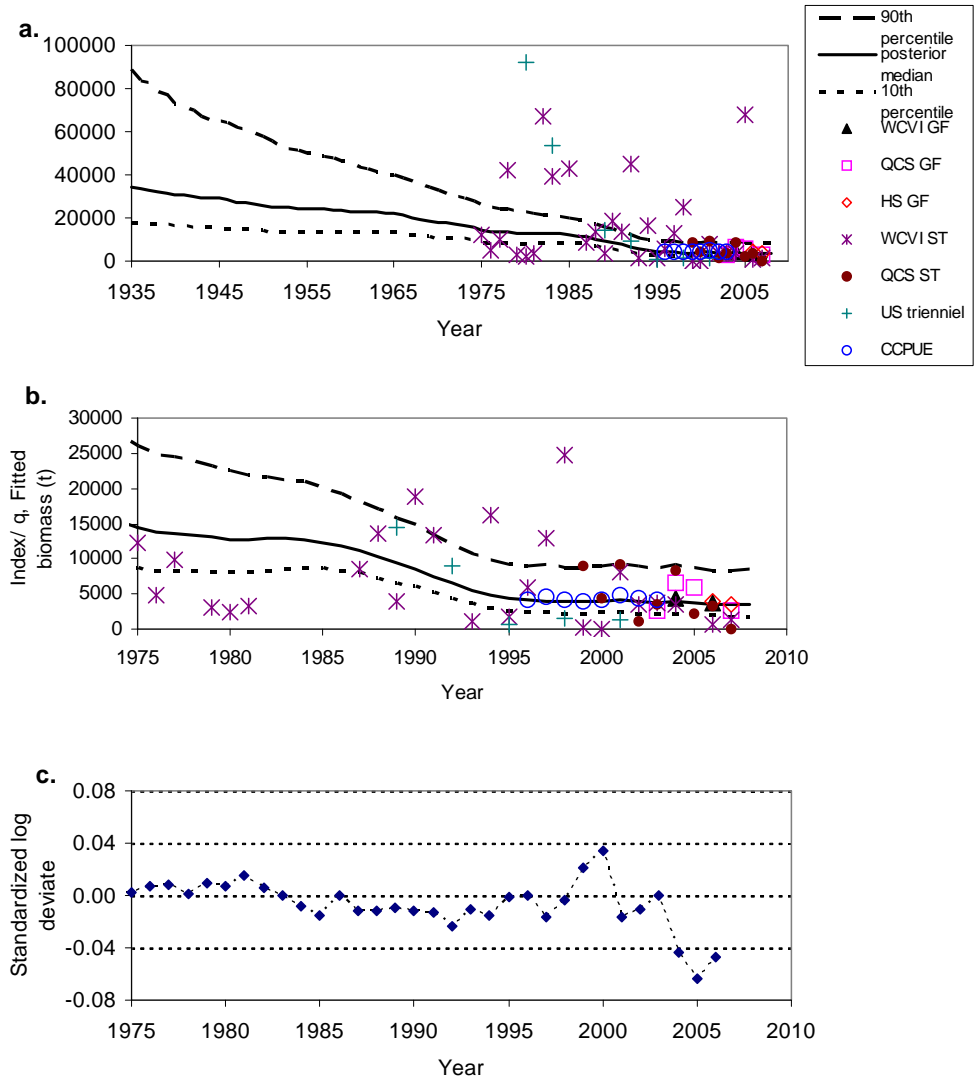 a.
100000
80000
60000
40000
20000
0
1935 1945 1955 1965 1975 1985 1995 2005
Year
90th
percentile
posterior
median
10th
percentile
WCVI GF
QCS GF
HS GF
WCVI ST
QCS ST
US trienniel
CCPUE
b.
Index/ q, Fitted
biomass (t)
30000
25000
20000
15000
10000
5000
0
1975 1980 1985 1990 1995 2000 2005 2010
Year
c.
Standardized log
deviate
0.08
0.04
0.00
-0.04
-0.08
1975 1980 1985 1990 1995 2000 2005 2010
Year